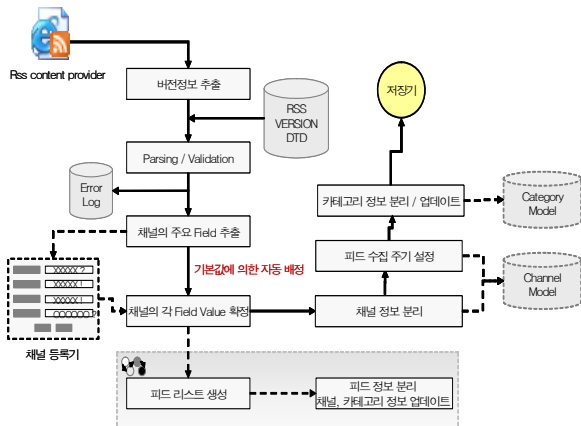 Rss content provider
버전정보 추출
RSS
VERSION
DTD
저장기
Parsing / Validation
Error
Log
카테고리 정보 분리 / 업데이트
Category
Model
채널의 주요 Field 추출
피드 수집 주기 설정
기본값에 의한 자동 배정
XXXXX ?
XXXXX !
XXXXX !
OOOOOO ?
채널의 각 Field Value 확정
채널 정보 분리
Channel
Model
채널 등록기
피드 리스트 생성
피드 정보 분리
채널, 카테고리 정보 업데이트